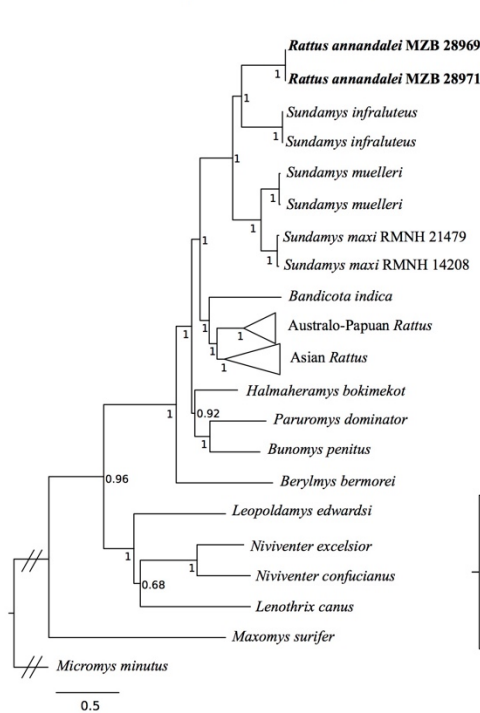 Rattus annandalei MZB 28969
1
Rattus annandalei MZB 28971
1
Sundamys infraluteus
1
Sundamys infraluteus
1
Sundamys muelleri
1
Sundamys muelleri
1
Sundamys maxi RMNH 21479
1
1
Sundamys maxi RMNH 14208
Bandicota indica
Australo-Papuan Rattus
1
1
1
1
Asian Rattus
1
Halmaheramys bokimekot
1
0.92
Paruromys dominator
1
Bunomys penitus
0.96
Berylmys bermorei
Leopoldamys edwardsi
1
Niviventer excelsior
1
0.68
Niviventer confucianus
Lenothrix canus
Maxomys surifer
Micromys minutus
0.5